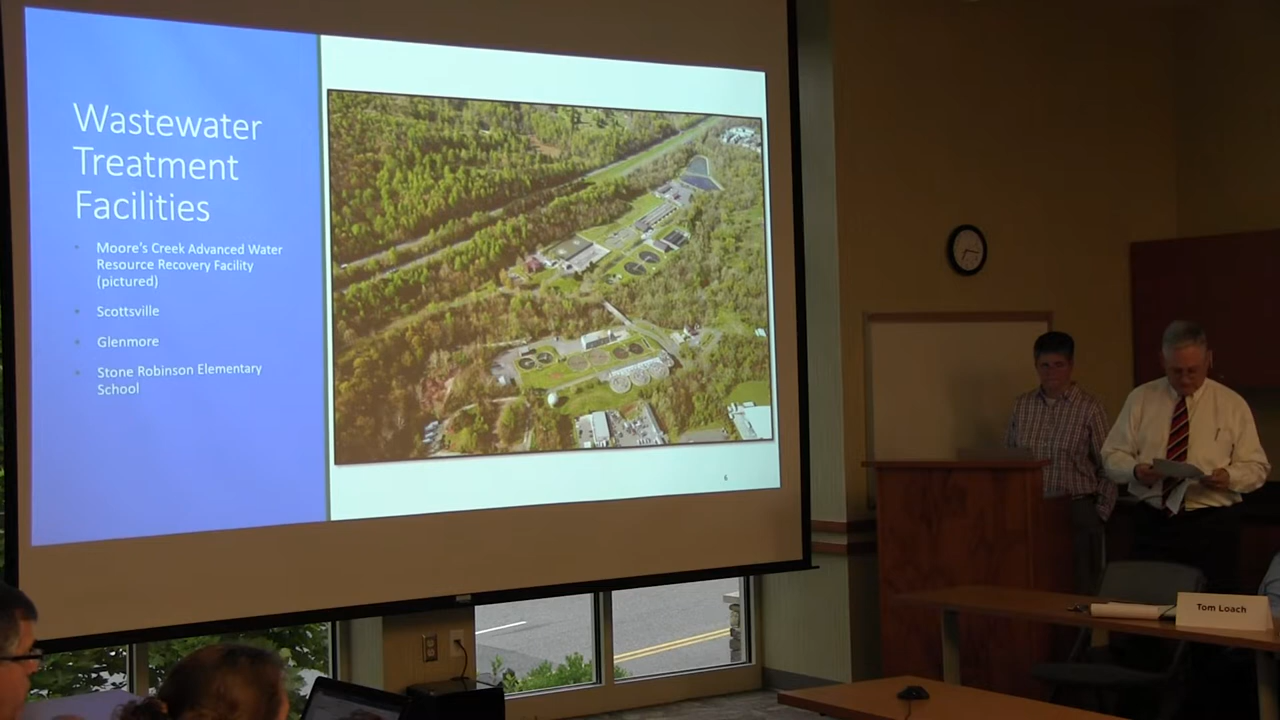 Wastewater
Treatment
Facilities
Moore's Creek Advanced Water
Resource Recovery Facility
(pictured)
Scottsville
Glenmore
Stone Robinson Elementary
School
6
Tom Loach